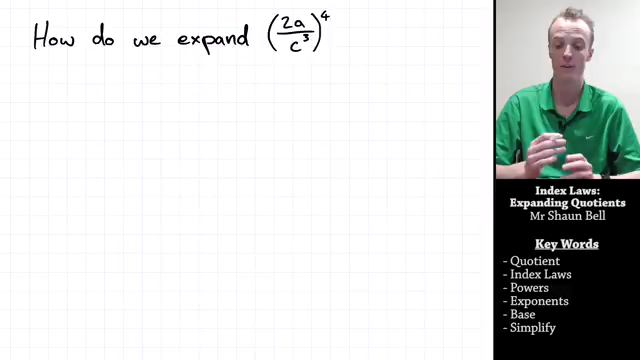 How do we expand (2a/c³)⁴
Index Laws:
Expanding Quotients
Mr Shaun Bell
Key Words
- Quotient
- Index Laws
- Powers
- Exponents
- Base
- Simplify